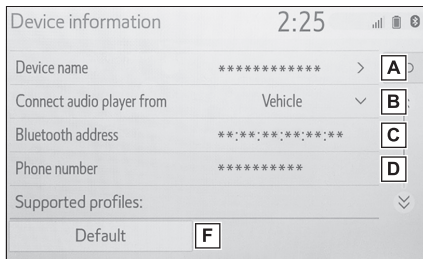 Device information 2:25
Device name ************ A
Connect audio player from Vehicle B
Bluetooth address **:**:**:**:**:** C
Phone number ********** D
Supported profiles:
Default F